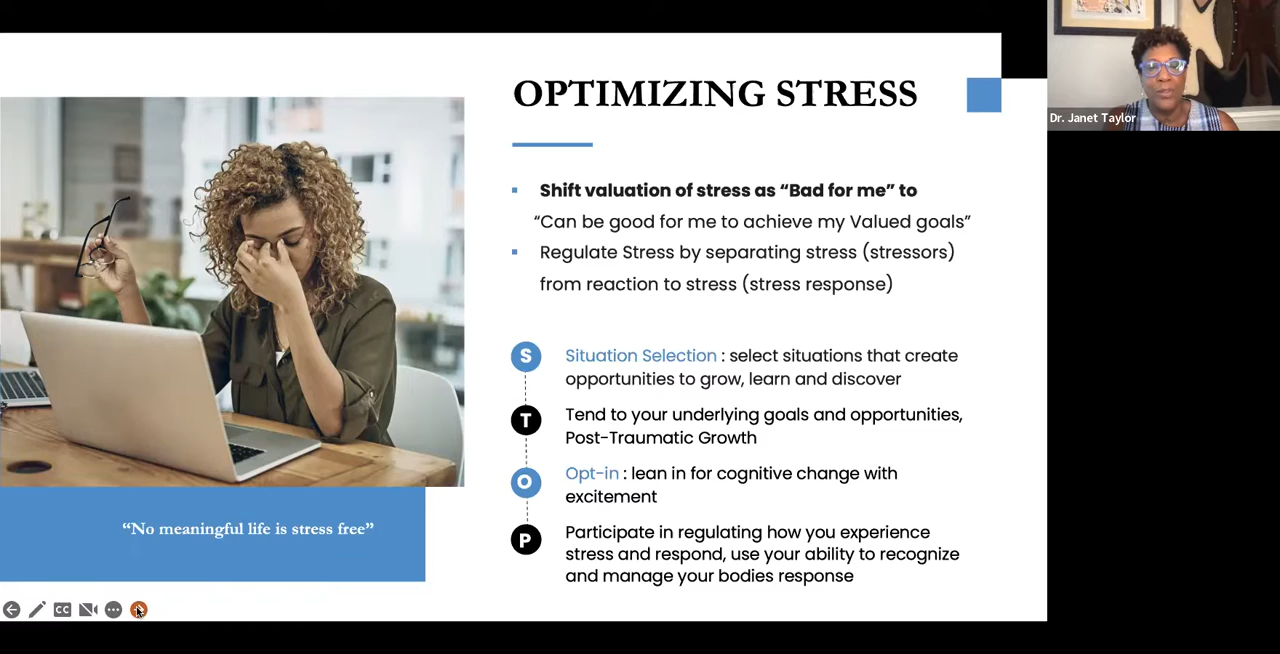 OPTIMIZING STRESS
Shift valuation of stress as “Bad for me” to
“Can be good for me to achieve my Valued goals”
Regulate Stress by separating stress (stressors)
from reaction to stress (stress response)
S
Situation Selection : select situations that create
opportunities to grow, learn and discover
T
Tend to your underlying goals and opportunities,
Post-Traumatic Growth
O
Opt-in : lean in for cognitive change with
excitement
P
Participate in regulating how you experience
stress and respond, use your ability to recognize
and manage your bodies response
“No meaningful life is stress free”
CC
Dr. Janet Taylor